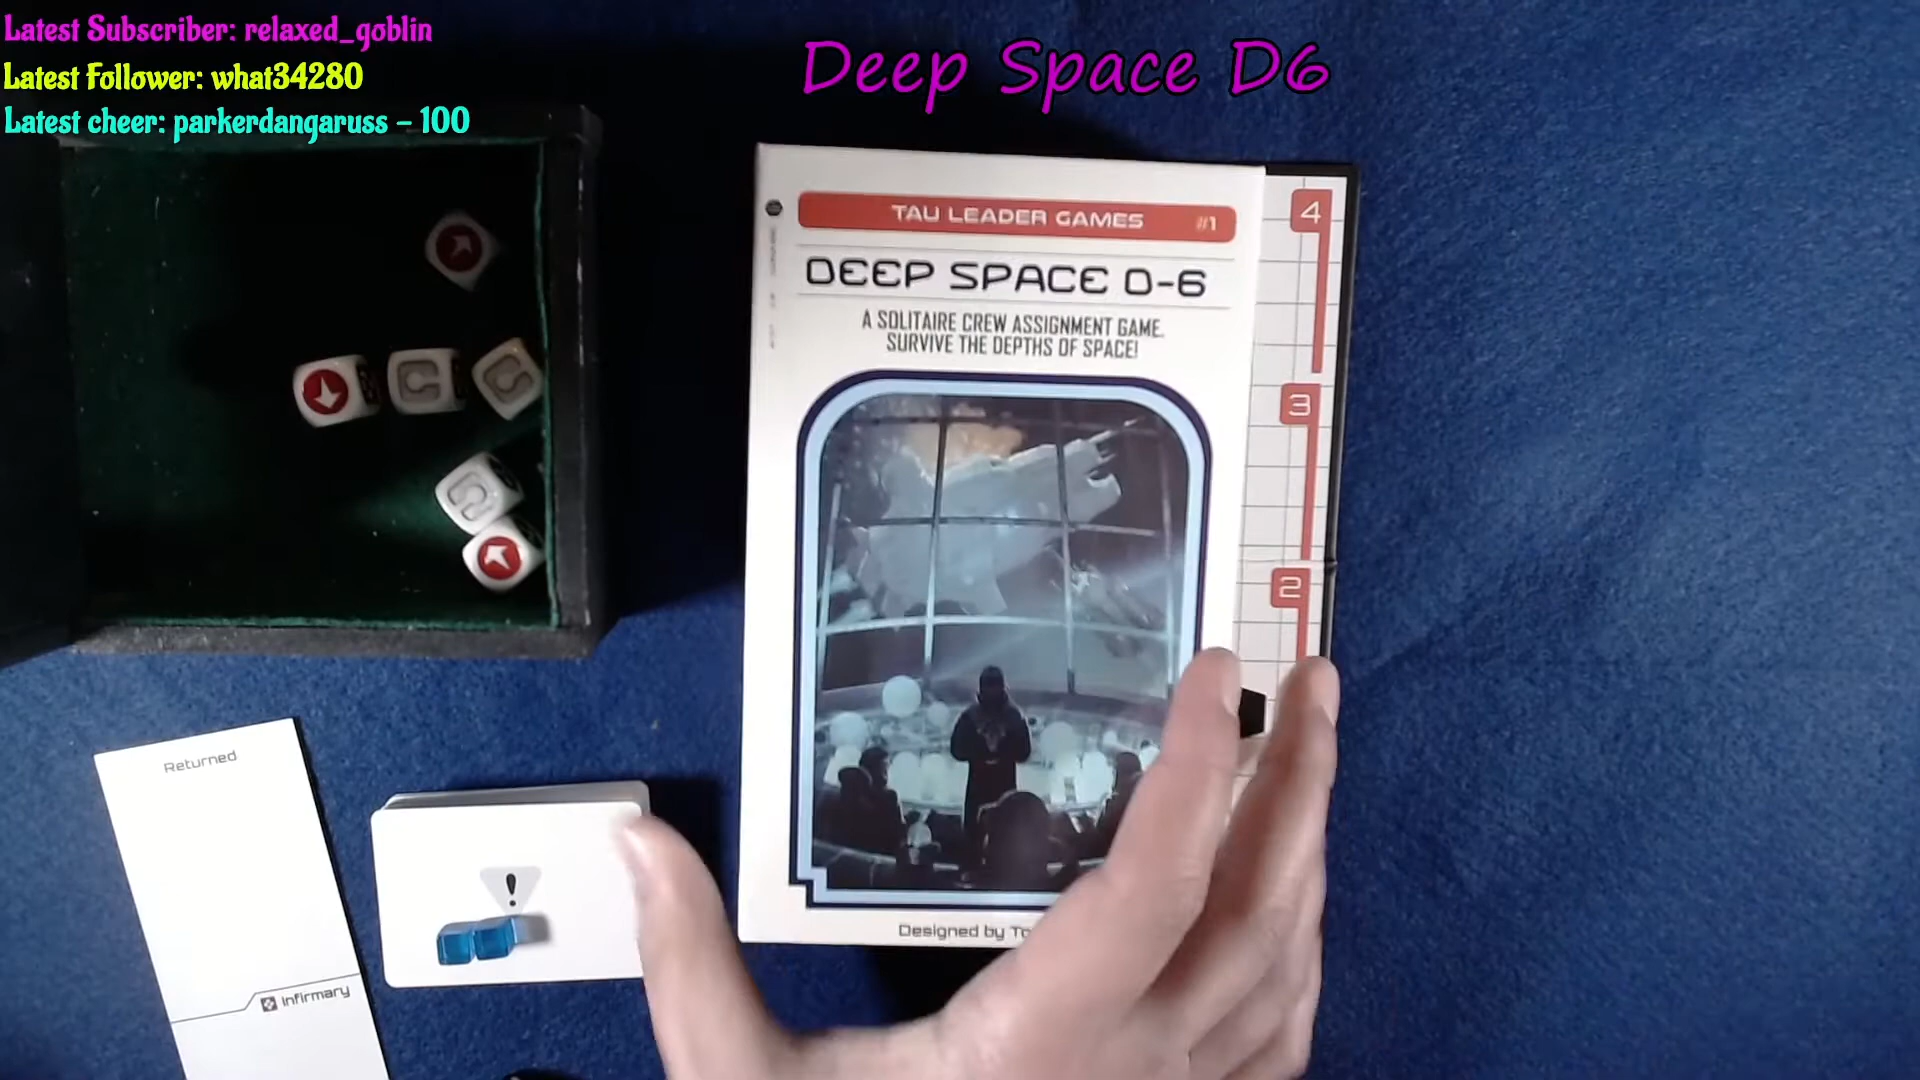 Latest Subscriber: relaxed_goblin
Latest Follower: what34280
Latest cheer: parkerdangaruss - 100
Deep Space D6
TAU LEADER GAMES #1
DEEP SPACE D-6
A SOLITAIRE CREW ASSIGNMENT GAME.
SURVIVE THE DEPTHS OF SPACE!
Designed by
4
3
2
Returned
Infirmary
!